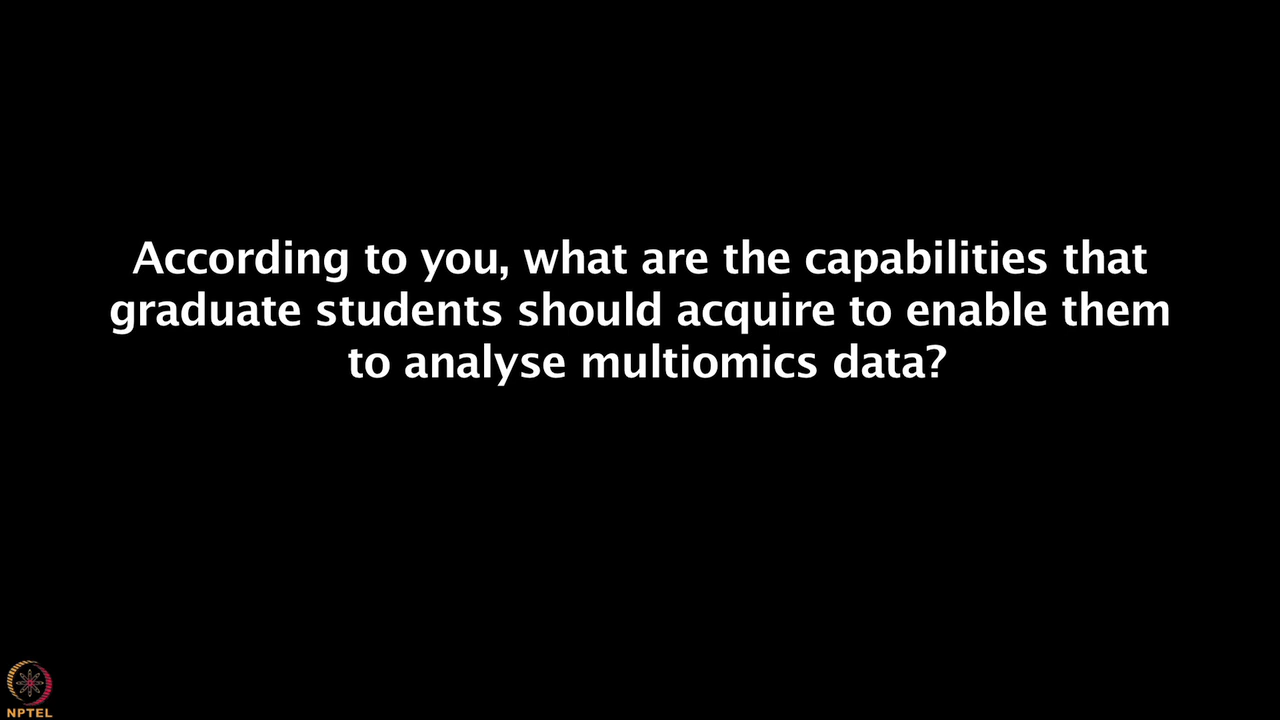 According to you, what are the capabilities that
graduate students should acquire to enable them
to analyse multiomics data?
NPTEL